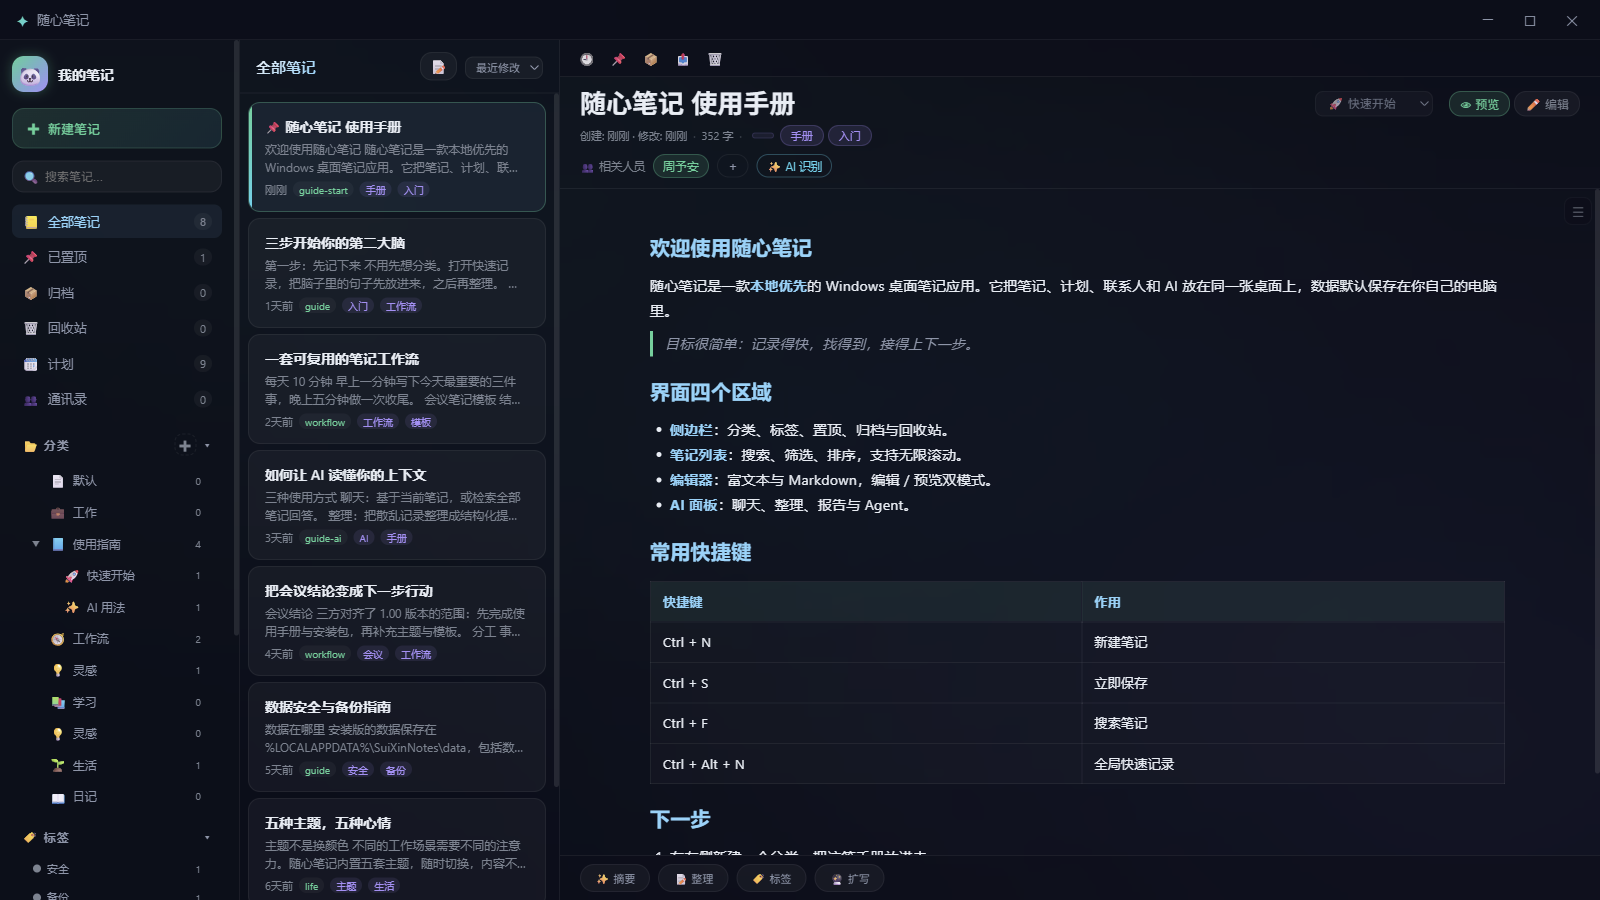 随心笔记
我的笔记
新建笔记
搜索笔记...
全部笔记 8
已置顶 1
归档 0
回收站 0
计划 9
通讯录 0
分类
默认 0
工作 0
使用指南 4
快速开始 1
AI 用法 1
工作流 2
灵感 1
学习 0
灵感 0
生活 1
日记 0
标签
安全 1
备份 1
全部笔记
最近修改
随心笔记 使用手册
欢迎使用随心笔记 随心笔记是一款本地优先的
Windows 桌面笔记应用。它把笔记、计划、联...
刚刚 guide-start 手册 入门
三步开始你的第二大脑
第一步：先记下来 不用先想分类。打开快速记
录，把脑子里的句子先放进来，之后再整理。 ...
1天前 guide 入门 工作流
一套可复用的笔记工作流
每天 10 分钟 早上一分钟写下今天最重要的三件
事，晚上五分钟做一次收尾。 会议笔记模板 结...
2天前 workflow 工作流 模板
如何让 AI 读懂你的上下文
三种使用方式 聊天：基于当前笔记，或检索全部
笔记回答。 整理：把散乱记录整理成结构化提...
3天前 guide-ai AI 手册
把会议结论变成下一步行动
会议结论 三方对齐了 1.00 版本的范围：先完成使
用手册与安装包，再补充主题与模板。 分工 事...
4天前 workflow 会议 工作流
数据安全与备份指南
数据在哪里 安装版的数据保存在
%LOCALAPPDATA%\SuiXinNotes\data，包括数...
5天前 guide 安全 备份
五种主题，五种心情
主题不是换颜色 不同的工作场景需要不同的注意
力。随心笔记内置五套主题，随时切换，内容不...
6天前 life 主题 生活
随心笔记 使用手册
快速开始
预览
编辑
创建: 刚刚 · 修改: 刚刚 · 352 字 · 手册 入门
相关人员 周予安 + AI 识别
欢迎使用随心笔记
随心笔记是一款本地优先的 Windows 桌面笔记应用。它把笔记、计划、联系人和 AI 放在同一张桌面上，数据默认保存在你自己的电脑
里。
目标很简单：记录得快，找得到，接得上下一步。
界面四个区域
• 侧边栏：分类、标签、置顶、归档与回收站。
• 笔记列表：搜索、筛选、排序，支持无限滚动。
• 编辑器：富文本与 Markdown，编辑 / 预览双模式。
• AI 面板：聊天、整理、报告与 Agent。
常用快捷键
快捷键 作用
Ctrl + N 新建笔记
Ctrl + S 立即保存
Ctrl + F 搜索笔记
Ctrl + Alt + N 全局快速记录
下一步
摘要 整理 标签 扩写